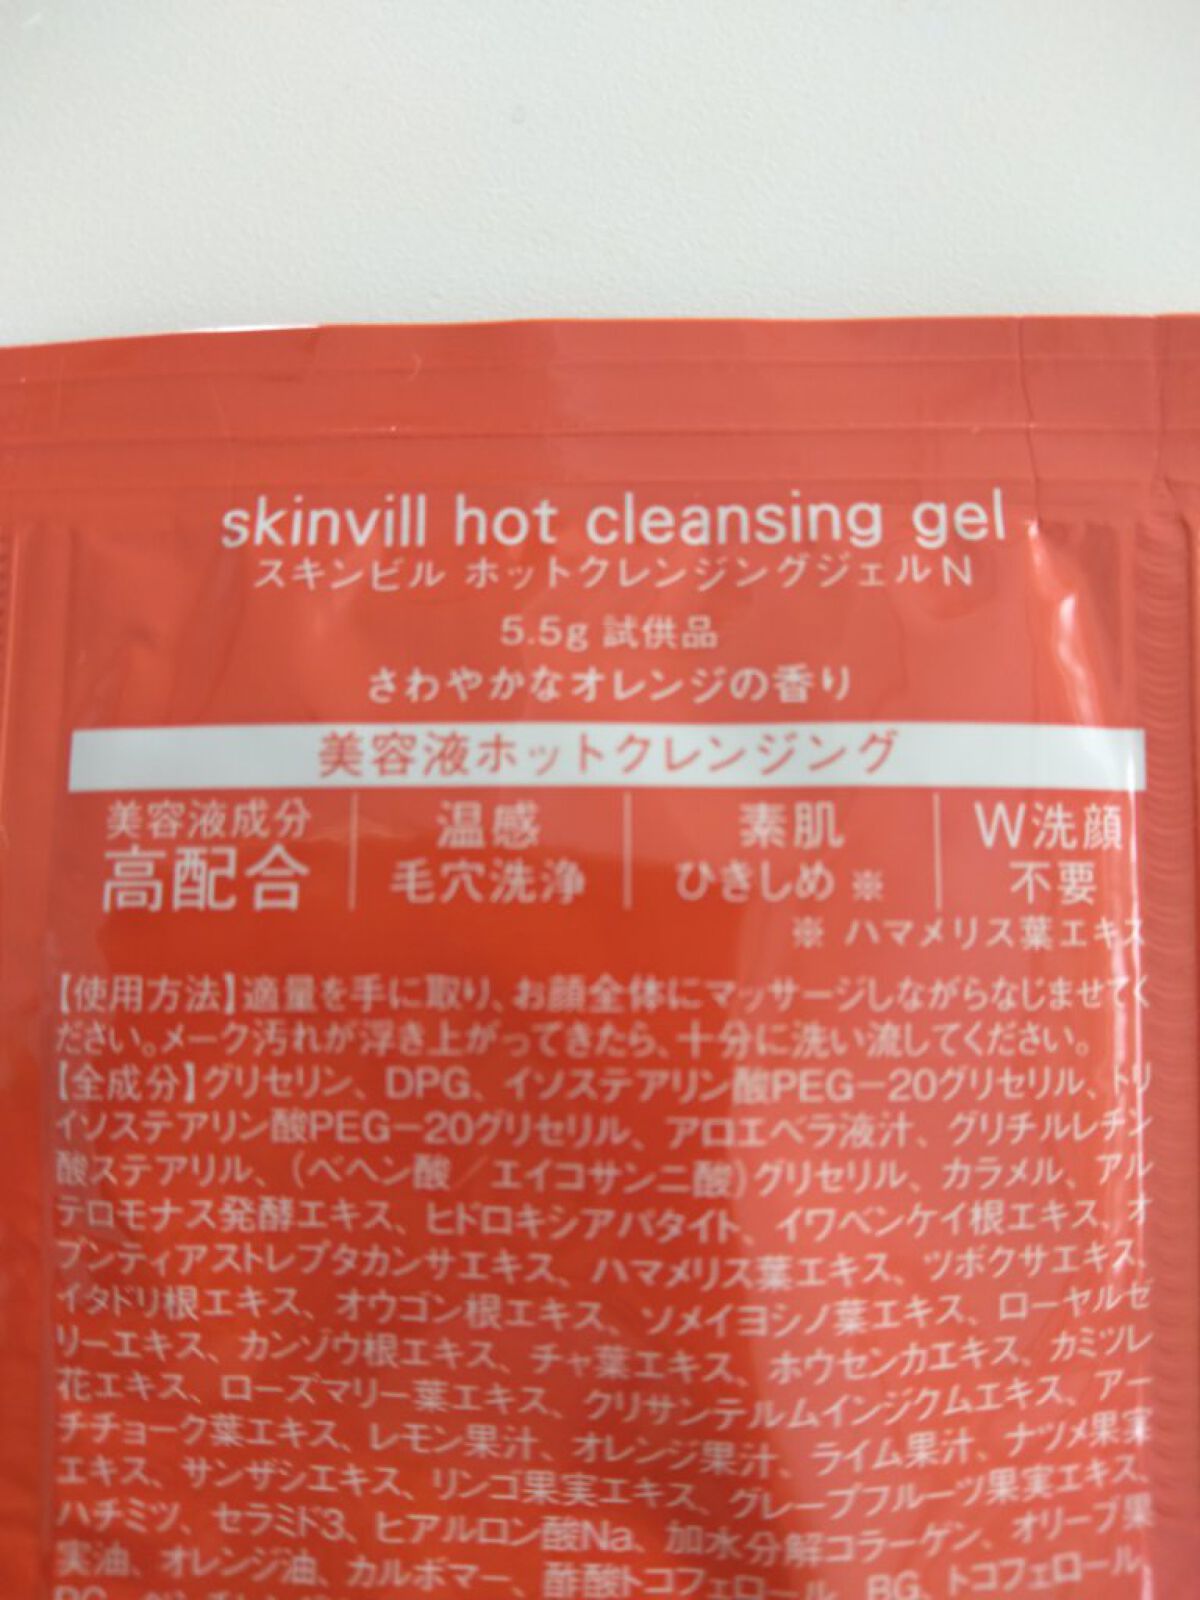 skinvill hot cleansing gel
スキンビル ホットクレンジングジェルN
5.5g 試供品
さわやかなオレンジの香り
美容液ホットクレンジング
美容液成分 温感 素肌 W洗顔
高配合 毛穴洗浄 ひきしめ※ 不要
※ ハマメリス葉エキス
【使用方法】適量を手に取り、お顔全体にマッサージしながらなじませてく
ださい。メーク汚れが浮き上がってきたら、十分に洗い流してください。
【全成分】グリセリン、DPG、イソステアリン酸PEG－20グリセリル、トリ
イソステアリン酸PEG－20グリセリル、アロエベラ液汁、グリチルレチン
酸ステアリル、(ベヘン酸／エイコサン二酸)グリセリル、カラメル、アル
テロモナス発酵エキス、ヒドロキシアパタイト、イワベンケイ根エキス、オ
プンティアストレプタカンサエキス、ハマメリス葉エキス、ツボクサエキス、
イタドリ根エキス、オウゴン根エキス、ソメイヨシノ葉エキス、ローヤルゼ
リーエキス、カンゾウ根エキス、チャ葉エキス、ホウセンカエキス、カミツレ
花エキス、ローズマリー葉エキス、クリサンテルムインジクムエキス、アー
チチョーク葉エキス、レモン果汁、オレンジ果汁、ライム果汁、ナツメ果実
エキス、サンザシエキス、リンゴ果実エキス、グレープフルーツ果実エキス、
ハチミツ、セラミド3、ヒアルロン酸Na、加水分解コラーゲン、オリーブ果
実油、オレンジ油、カルボマー、酢酸トコフェロール、BG、トコフェロール、